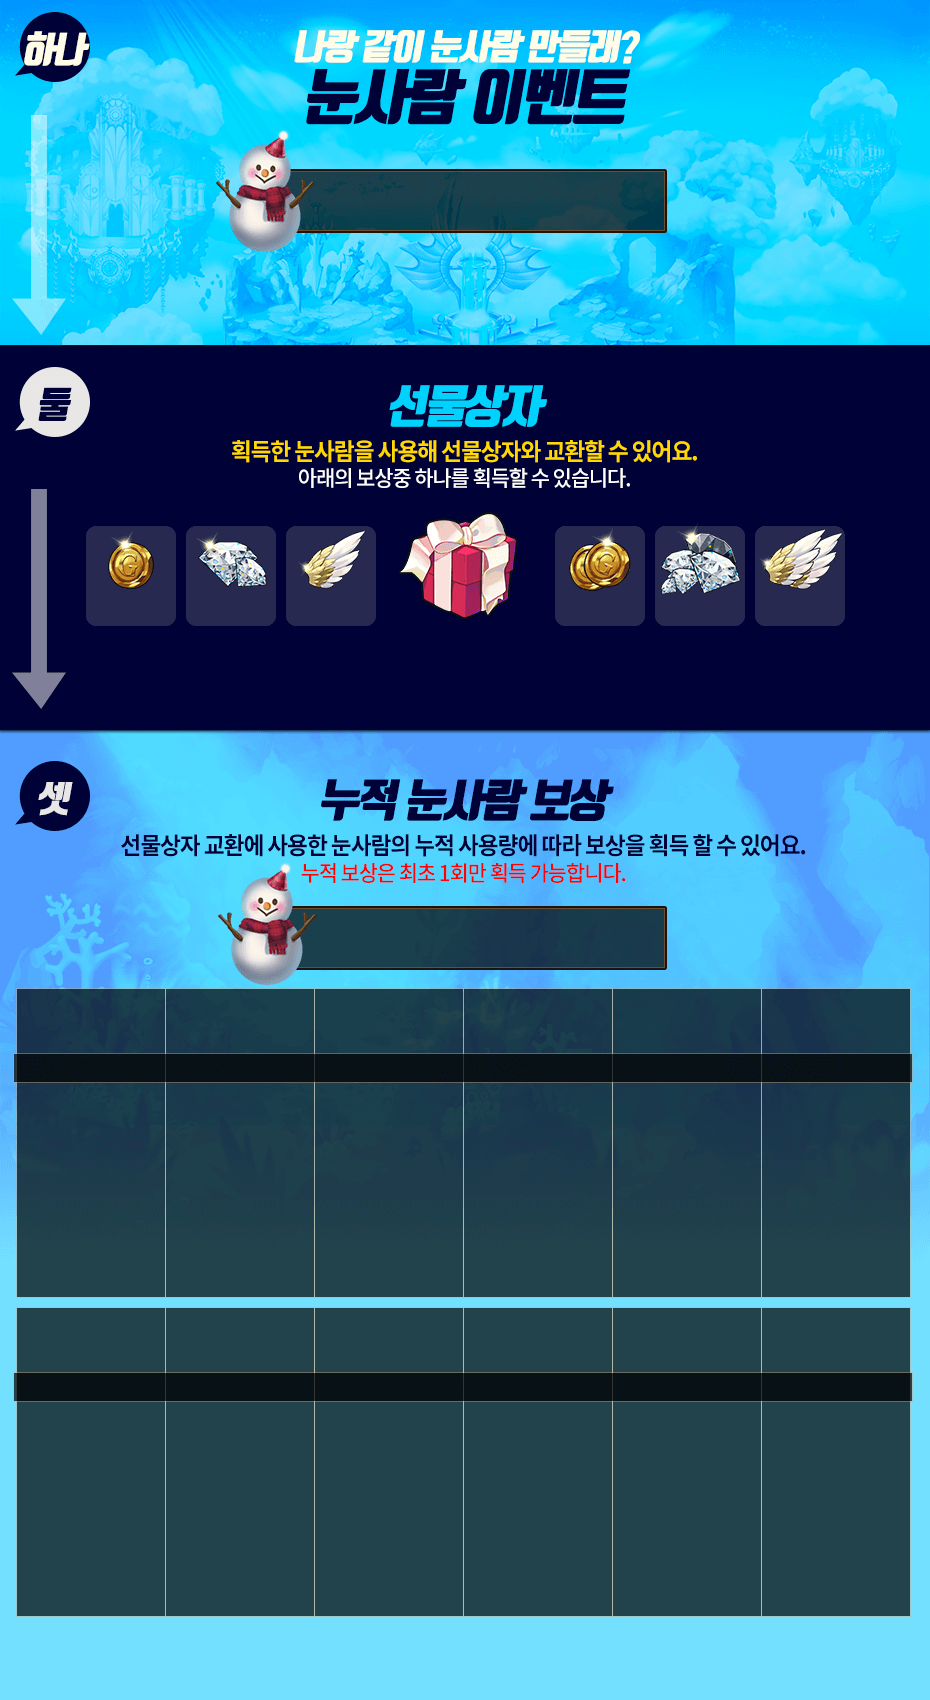 하나
나랑 같이 눈사람 만들래?
눈사람 이벤트
둘
선물상자
획득한 눈사람을 사용해 선물상자와 교환할 수 있어요.
아래의 보상중 하나를 획득할 수 있습니다.
셋
누적 눈사람 보상
선물상자 교환에 사용한 눈사람의 누적 사용량에 따라 보상을 획득 할 수 있어요.
누적 보상은 최초 1회만 획득 가능합니다.